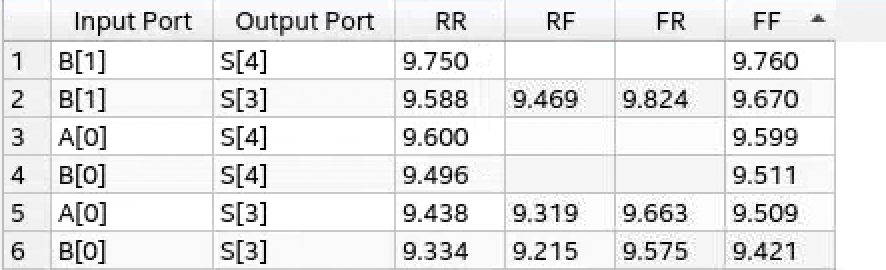 Input Port Output Port RR RF FR FF
1 B[1] S[4] 9.750 9.760
2 B[1] S[3] 9.588 9.469 9.824 9.670
3 A[0] S[4] 9.600 9.599
4 B[0] S[4] 9.496 9.511
5 A[0] S[3] 9.438 9.319 9.663 9.509
6 B[0] S[3] 9.334 9.215 9.575 9.421